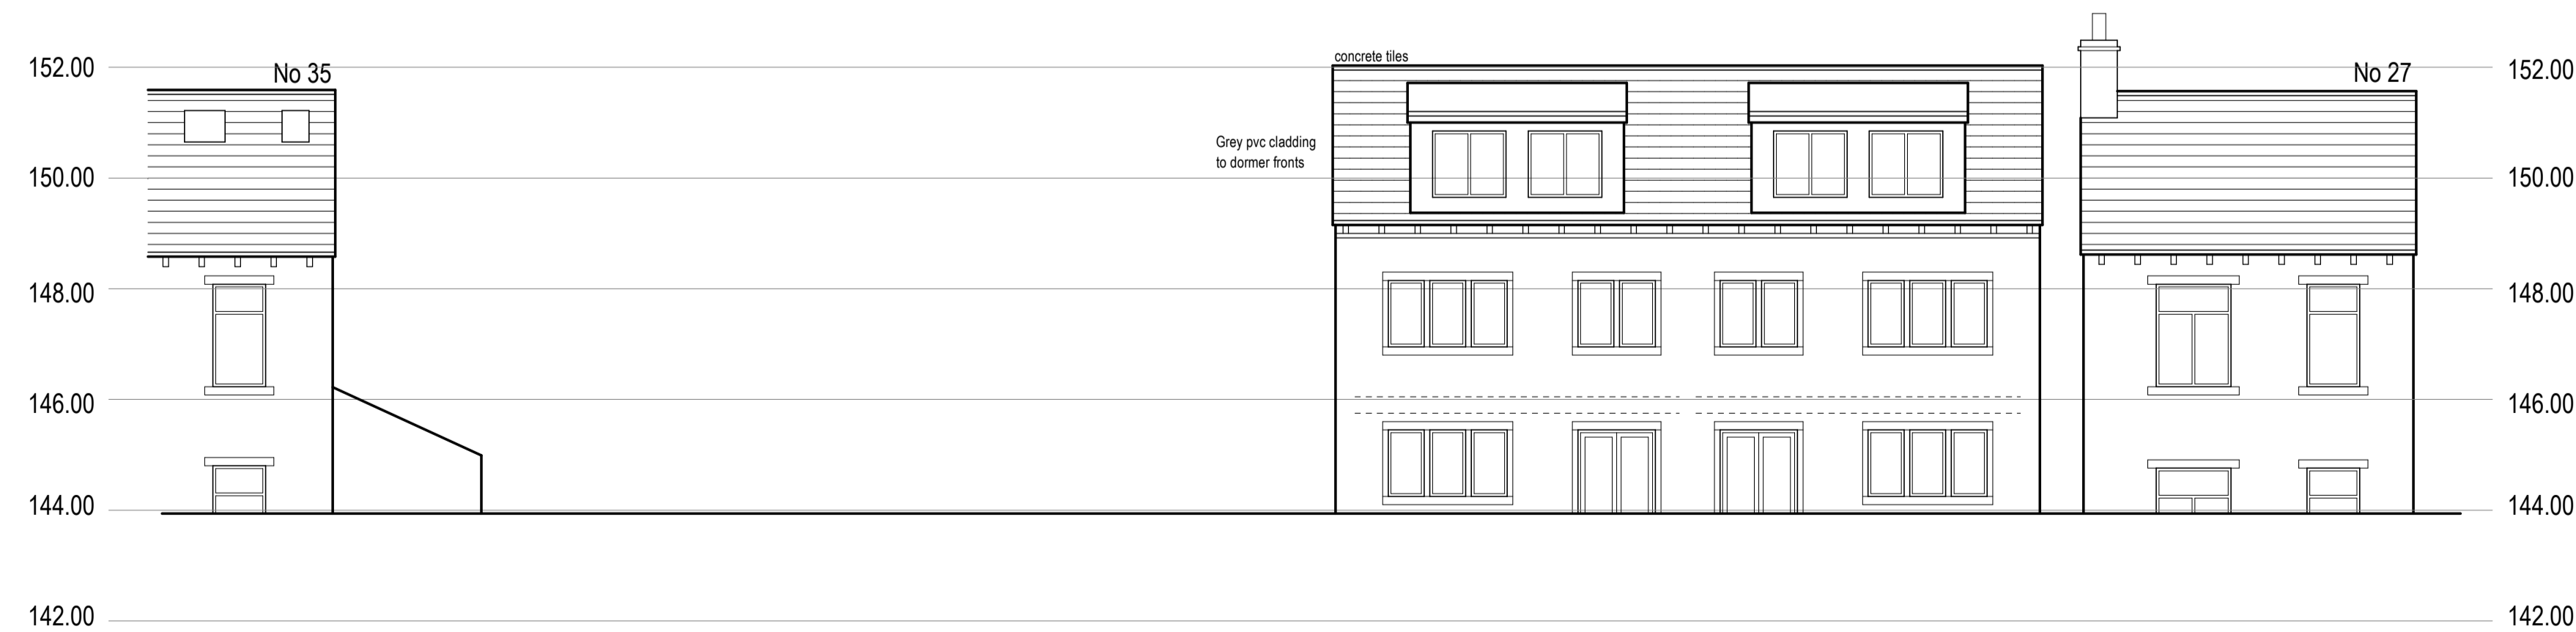 concrete tiles
152.00
No 35
No 27
152.00
Grey pvc cladding
to dormer fronts
150.00
150.00
148.00
148.00
146.00
146.00
144.00
144.00
142.00
142.00